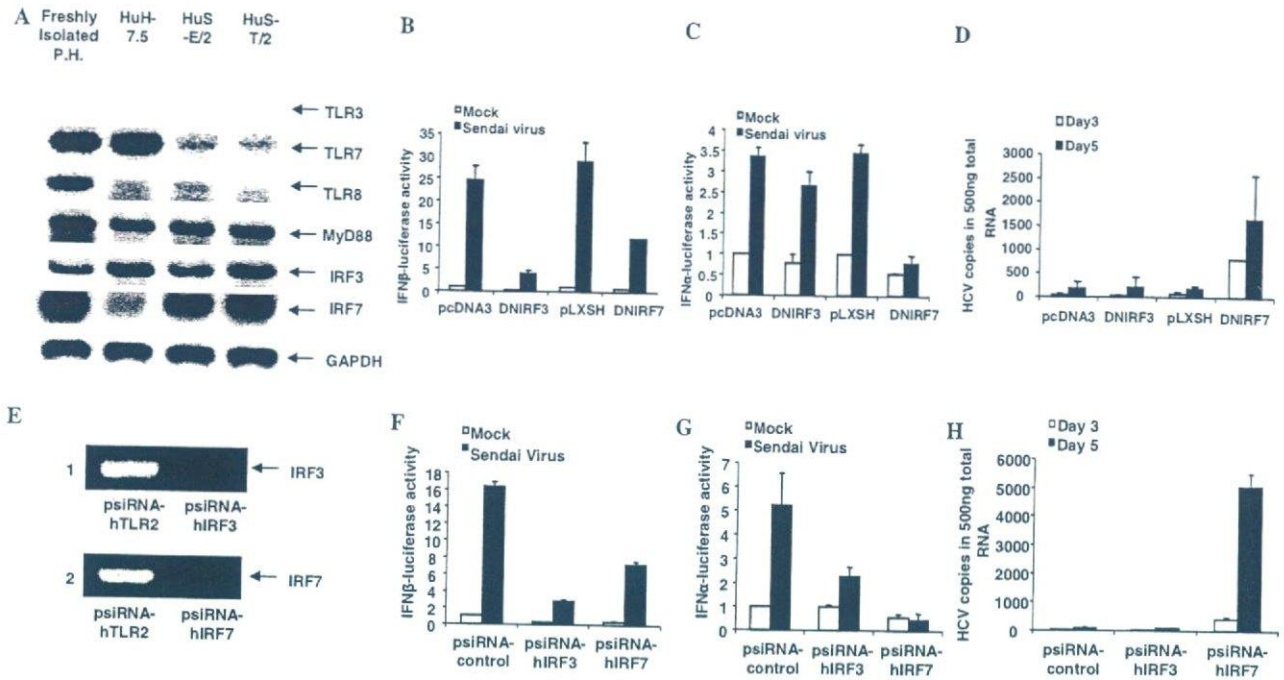 A
Freshly Isolated P.H.
HuH-7.5
HuS-E/2
HuS-T/2
← TLR3
← TLR7
← TLR8
← MyD88
← IRF3
← IRF7
← GAPDH
B
Mock
Sendai virus
IFNβ-luciferase activity
35
30
25
20
15
10
5
0
pcDNA3 DNIRF3 pLXSH DNIRF7
C
Mock
Sendai virus
IFNα-luciferase activity
4
3.5
3
2.5
2
1.5
1
0.5
0
pcDNA3 DNIRF3 pLXSH DNIRF7
D
Day3
Day5
HCV copies in 500ng total RNA
3000
2500
2000
1500
1000
500
0
pcDNA3 DNIRF3 pLXSH DNIRF7
E
1
← IRF3
psiRNA-hTLR2
psiRNA-hIRF3
2
← IRF7
psiRNA-hTLR2
psiRNA-hIRF7
F
Mock
Sendai Virus
IFNβ-luciferase activity
18
16
14
12
10
8
6
4
2
0
psiRNA-control
psiRNA-hIRF3
psiRNA-hIRF7
G
Mock
Sendai Virus
IFNα-luciferase activity
7
6
5
4
3
2
1
0
psiRNA-control
psiRNA-hIRF3
psiRNA-hIRF7
H
Day 3
Day 5
HCV copies in 500ng total RNA
6000
5000
4000
3000
2000
1000
0
psiRNA-control
psiRNA-hIRF3
psiRNA-hIRF7